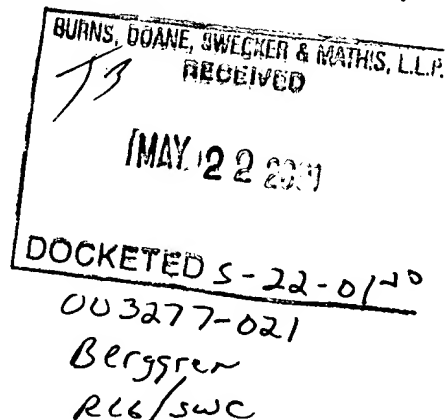 BURNS, DOANE, SWECKER & MATHIS, L.L.P.
RECEIVED
MAY 22 2001
DOCKETED 5-22-01
003277-021
Berggren
RLG/SWC